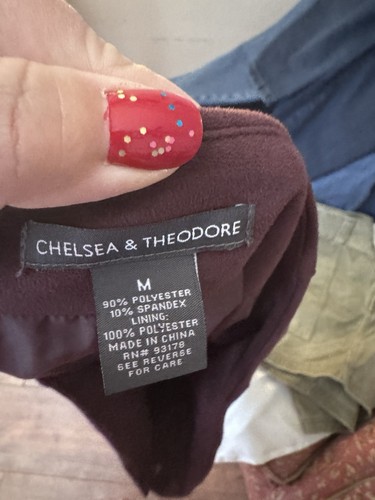 CHELSEA & THEODORE
M
90% POLYESTER
10% SPANDEX
LINING:
100% POLYESTER
MADE IN CHINA
RN# 93178
SEE REVERSE
FOR CARE